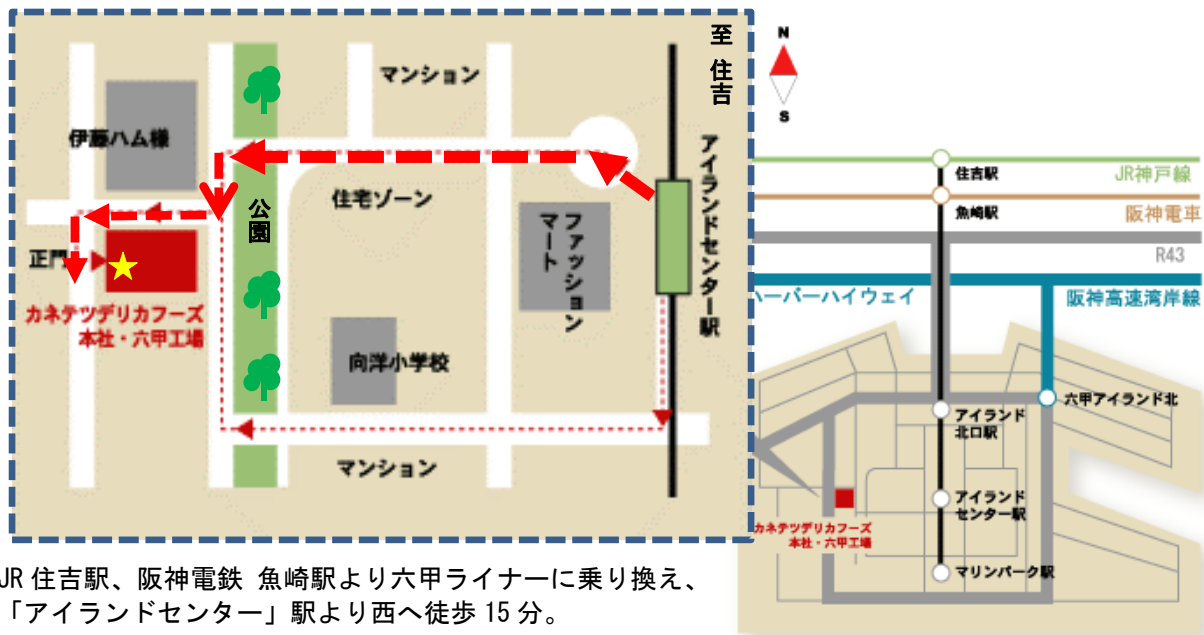 至 住吉
マンション
伊藤ハム様
アイランドセンター駅
住宅ゾーン
公園
ファッション
マート
正門
カネテツデリカフーズ
本社・六甲工場
向洋小学校
マンション
N
S
住吉駅
JR神戸線
魚崎駅
阪神電車
R43
ハーバーハイウェイ
阪神高速湾岸線
六甲アイランド北
アイランド
北口駅
アイランド
センター駅
カネテツデリカフーズ
本社・六甲工場
マリンパーク駅
JR 住吉駅、阪神電鉄 魚崎駅より六甲ライナーに乗り換え、
「アイランドセンター」駅より西へ徒歩 15 分。